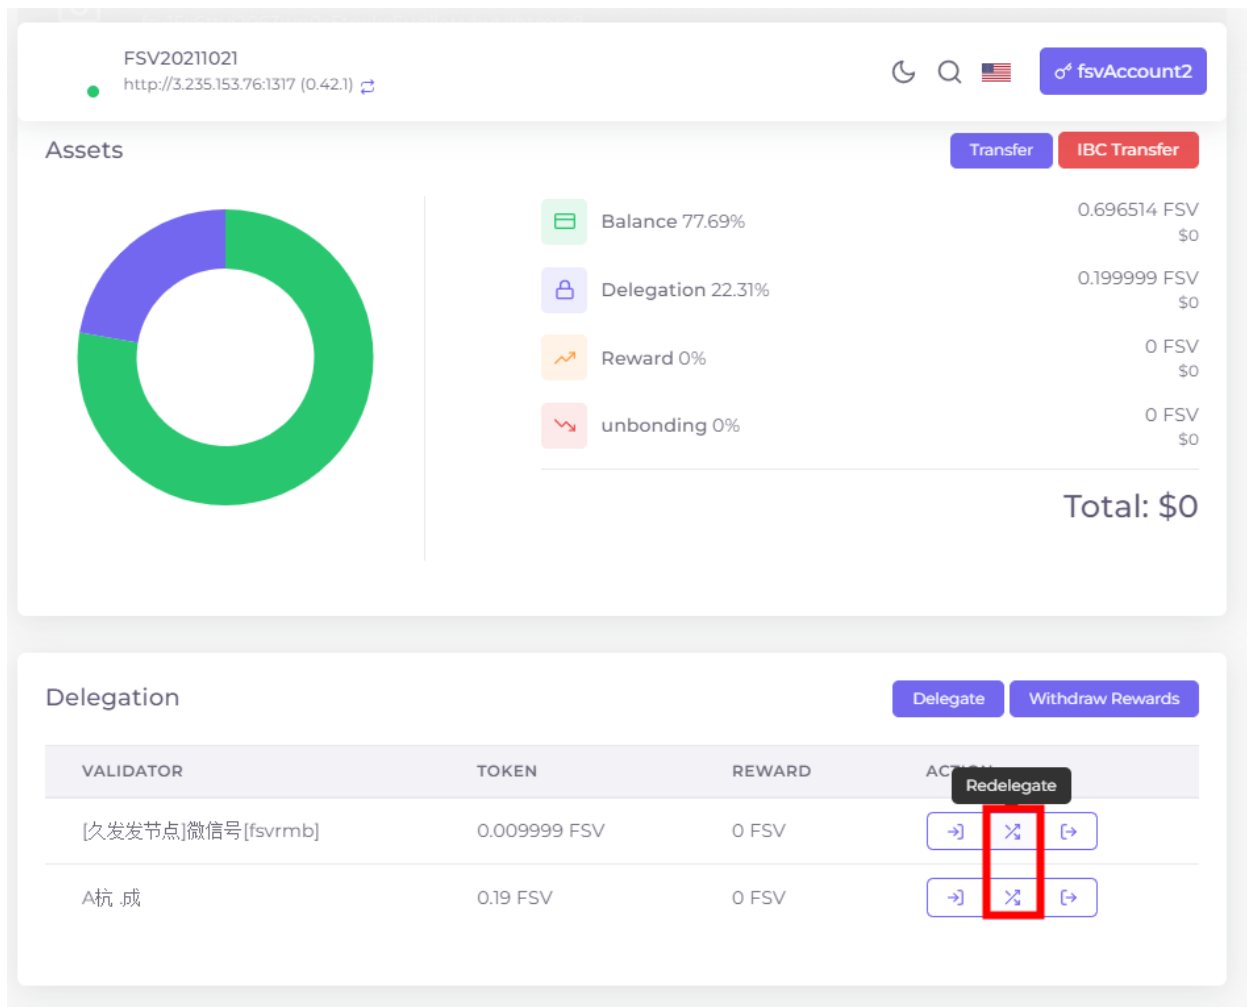 FSV20211021
http://3.235.153.76:1317 (0.42.1)
fsvAccount2
Assets
Transfer
IBC Transfer
Balance 77.69%
0.696514 FSV
$0
Delegation 22.31%
0.199999 FSV
$0
Reward 0%
0 FSV
$0
unbonding 0%
0 FSV
$0
Total: $0
Delegation
Delegate
Withdraw Rewards
VALIDATOR TOKEN REWARD
Redelegate
[久发发节点]微信号[fsvrmb] 0.009999 FSV 0 FSV
A杭 .成 0.19 FSV 0 FSV